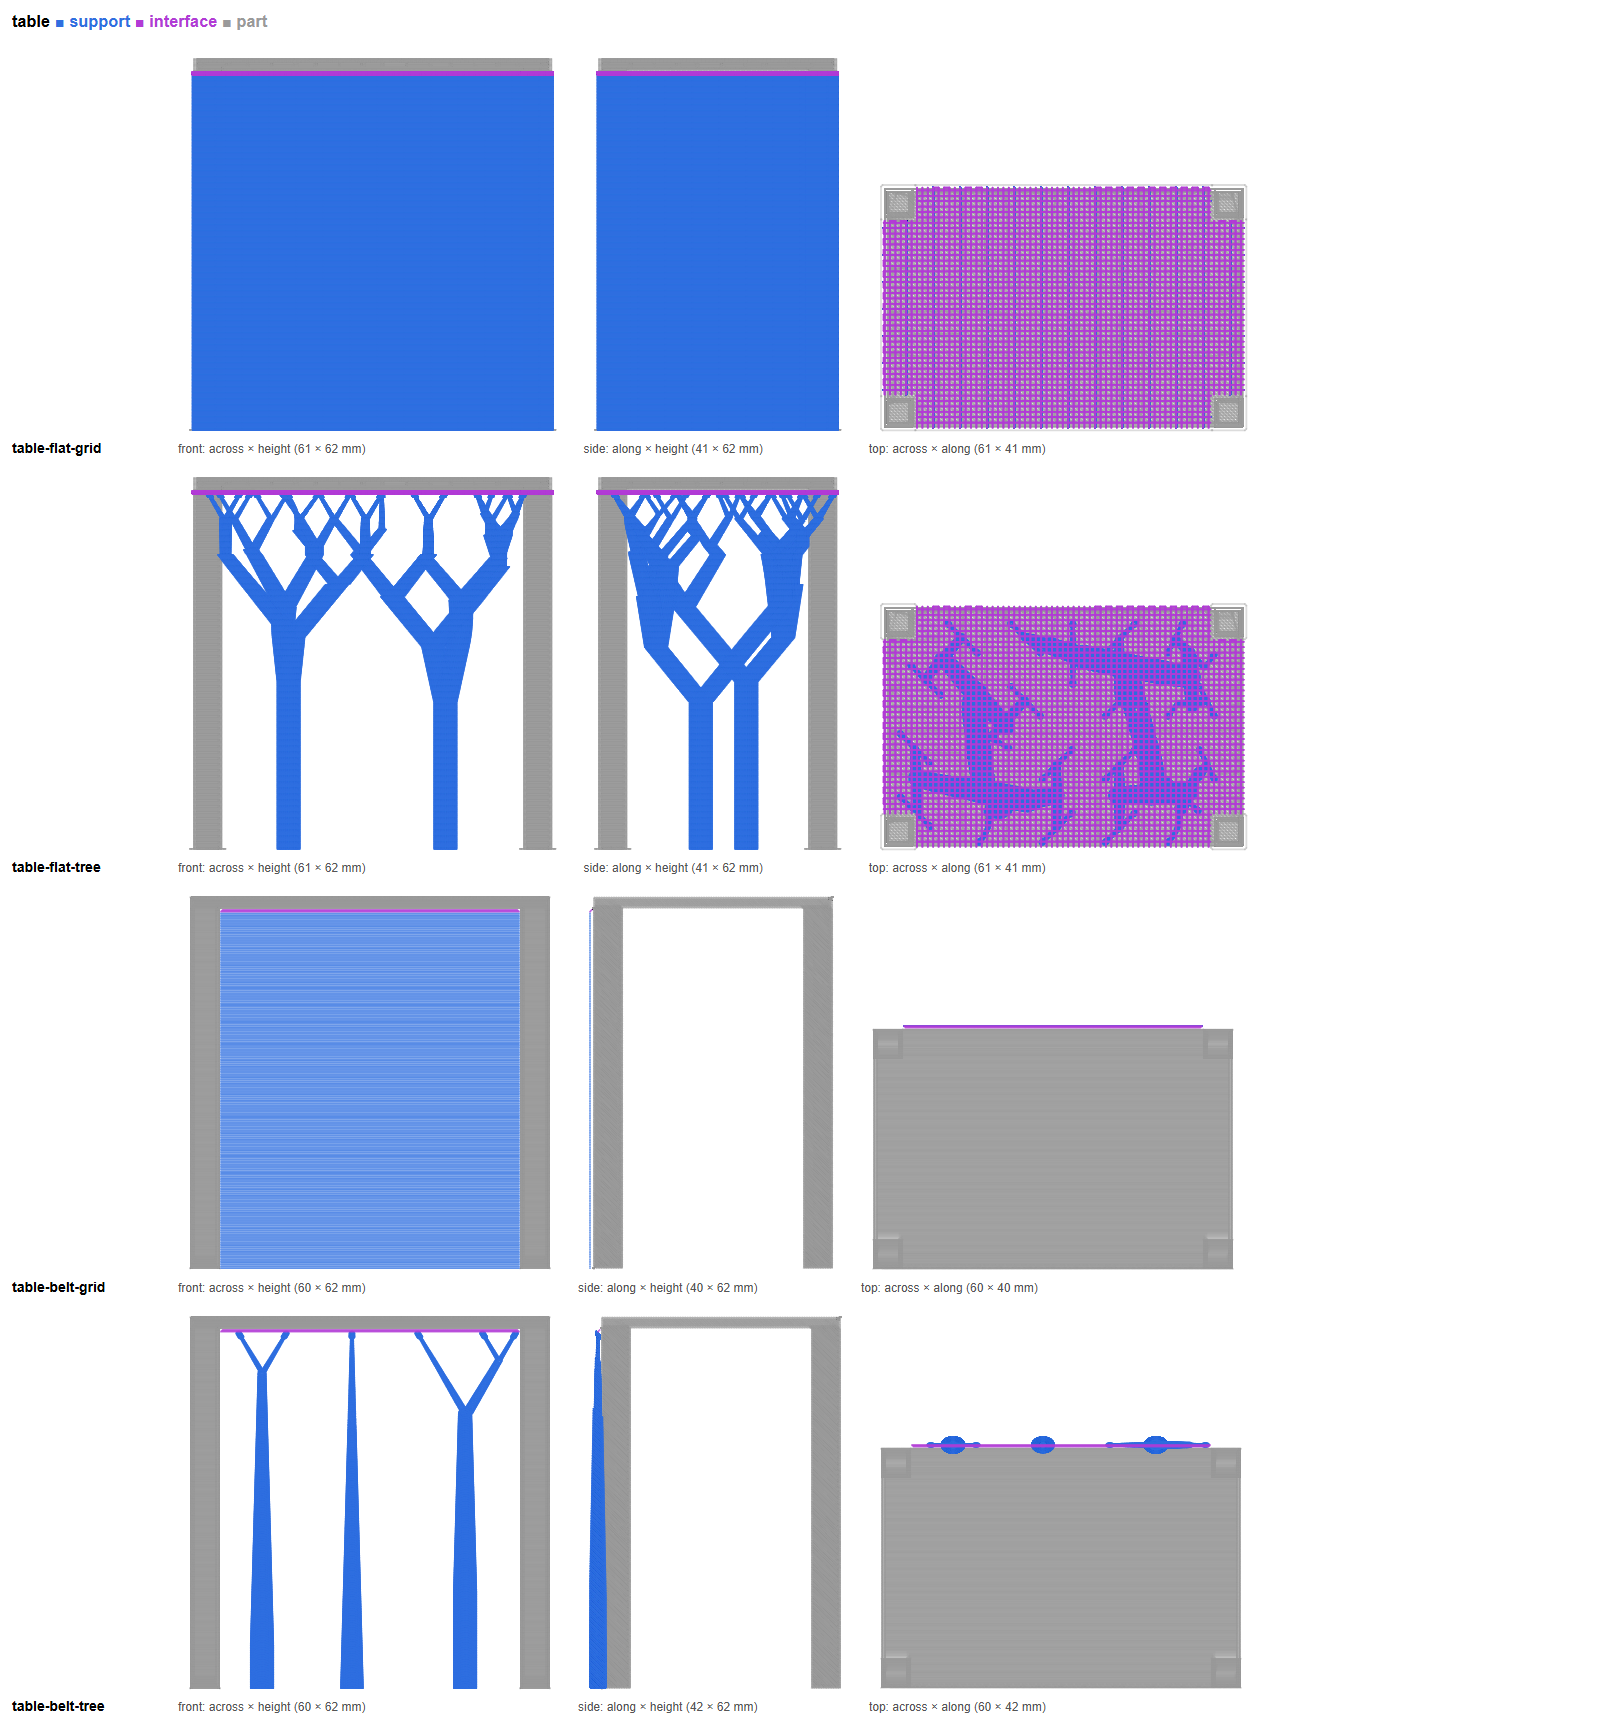 table ■ support ■ interface ■ part
table-flat-grid
front: across × height (61 × 62 mm)
side: along × height (41 × 62 mm)
top: across × along (61 × 41 mm)
table-flat-tree
front: across × height (61 × 62 mm)
side: along × height (41 × 62 mm)
top: across × along (61 × 41 mm)
table-belt-grid
front: across × height (60 × 62 mm)
side: along × height (40 × 62 mm)
top: across × along (60 × 40 mm)
table-belt-tree
front: across × height (60 × 62 mm)
side: along × height (42 × 62 mm)
top: across × along (60 × 42 mm)